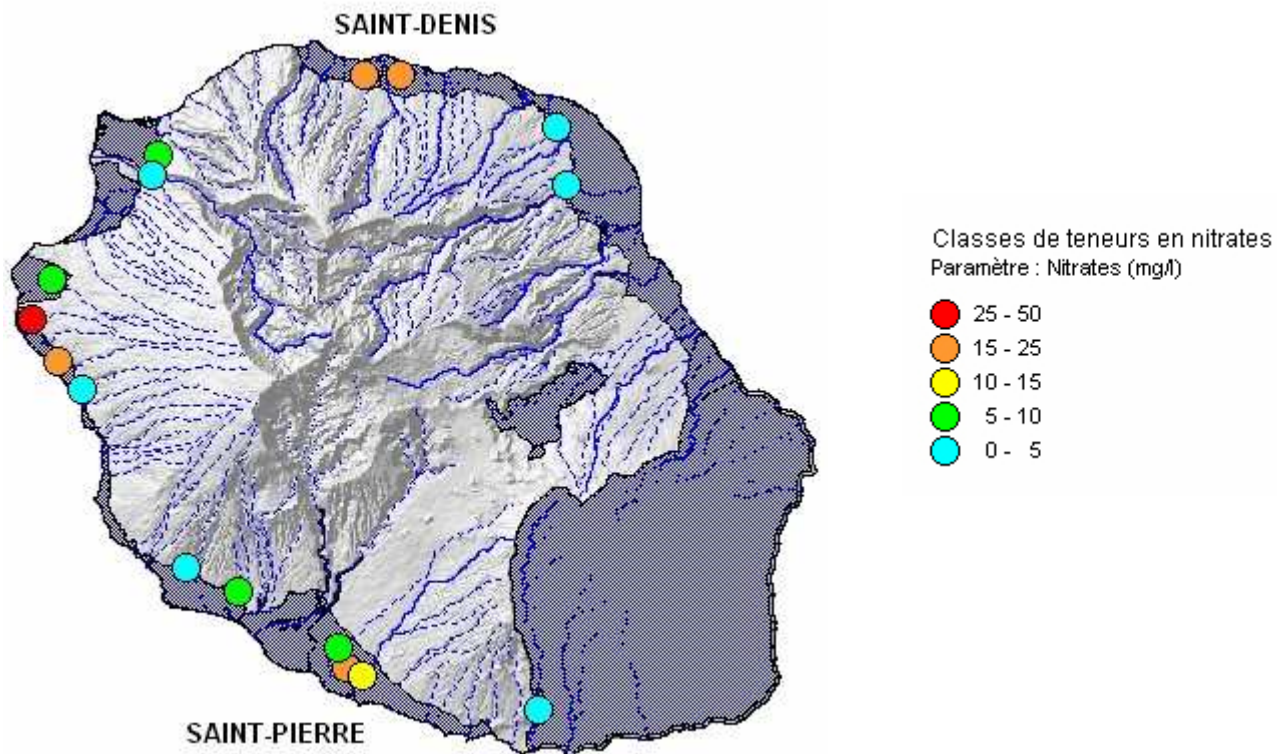 SAINT-DENIS
Classes de teneurs en nitrates
Paramètre : Nitrates (mg/l)
25 - 50
15 - 25
10 - 15
5 - 10
0 - 5
SAINT-PIERRE